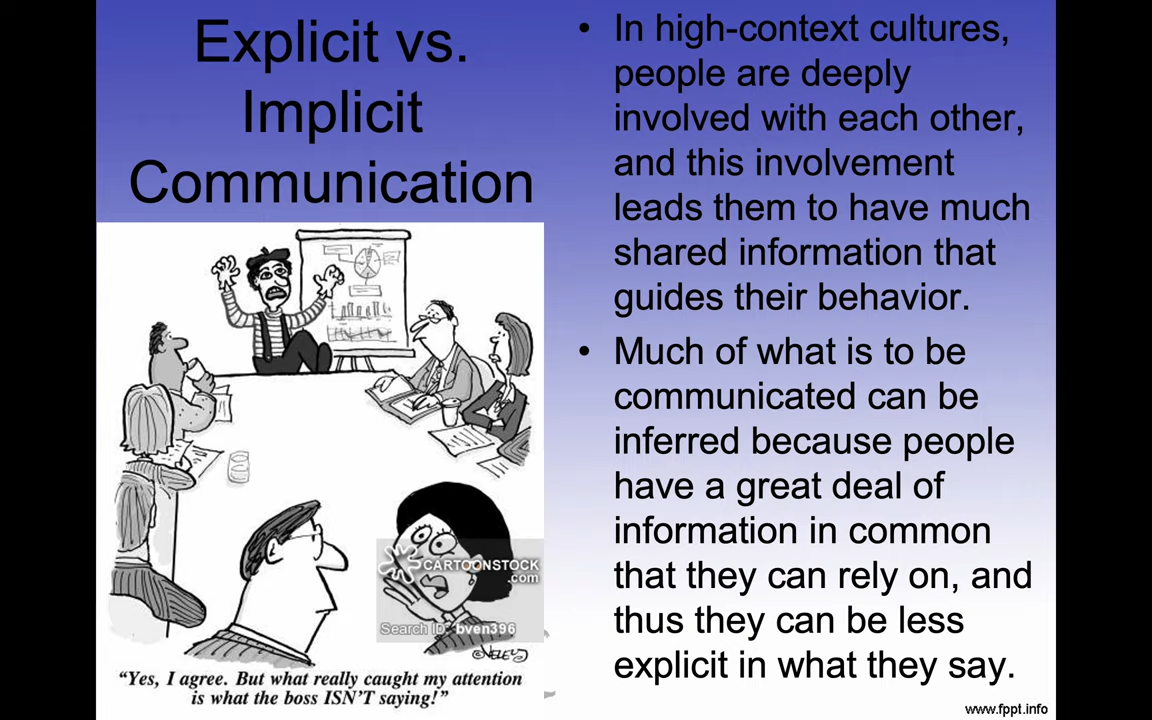 Explicit vs.
Implicit
Communication
• In high-context cultures,
people are deeply
involved with each other,
and this involvement
leads them to have much
shared information that
guides their behavior.
• Much of what is to be
communicated can be
inferred because people
have a great deal of
information in common
that they can rely on, and
thus they can be less
explicit in what they say.
CARTOONSTOCK
.com
Search ID: bven396
“Yes, I agree. But what really caught my attention
is what the boss ISN'T saying!”
www.fppt.info